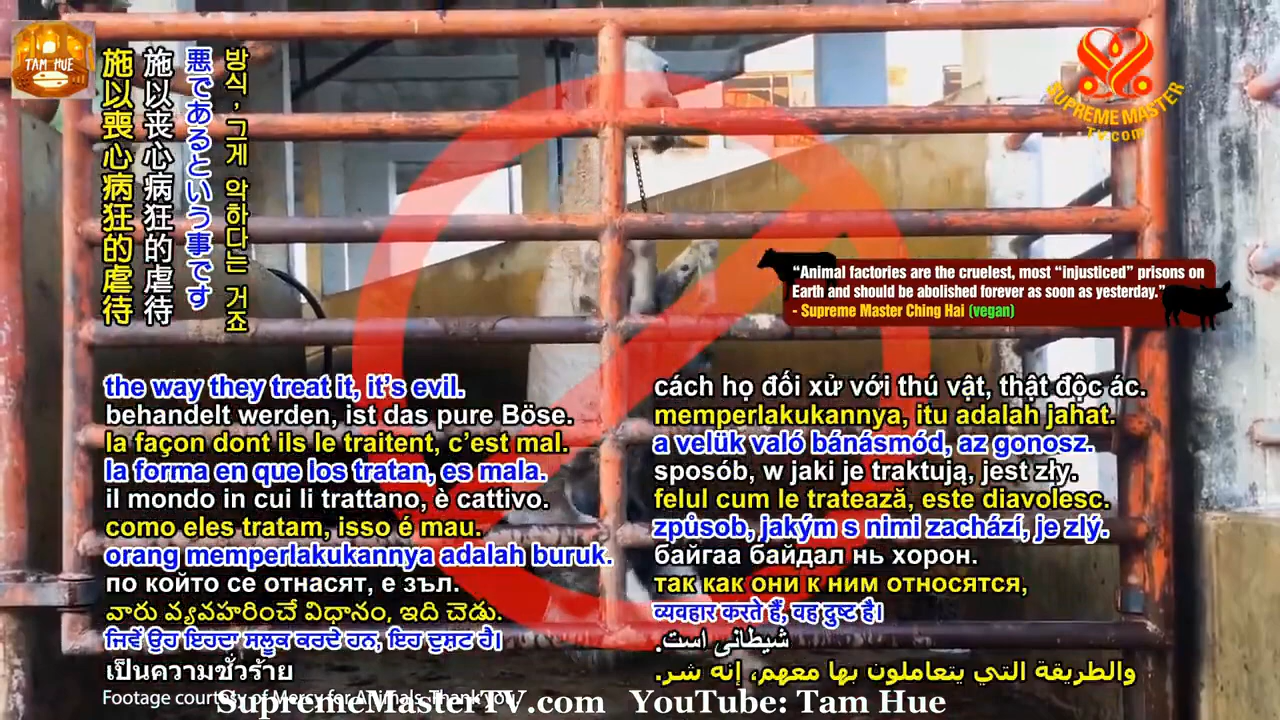 TAM HUE
施以喪心病狂的虐待
施以丧心病狂的虐待
悪であるという事です
방식, 그게 악하다는 거죠
SUPREME MASTER
TV.com
“Animal factories are the cruelest, most “injusticed” prisons on
Earth and should be abolished forever as soon as yesterday.”
- Supreme Master Ching Hai (vegan)
the way they treat it, it’s evil.
behandelt werden, ist das pure Böse.
la façon dont ils le traitent, c’est mal.
la forma en que los tratan, es mala.
il mondo in cui li trattano, è cattivo.
como eles tratam, isso é mau.
orang memperlakukannya adalah buruk.
по който се отнасят, е зъл.
వారు వ్యవహరించే విధానం, ఇది చెడు.
ਜਿਵੇਂ ਉਹ ਇਹਦਾ ਸਲੂਕ ਕਰਦੇ ਹਨ, ਇਹ ਦੁਸ਼ਟ ਹੈ।
เป็นความชั่วร้าย
cách họ đối xử với thú vật, thật độc ác.
memperlakukannya, itu adalah jahat.
a velük való bánásmód, az gonosz.
sposób, w jaki je traktują, jest zły.
felul cum le tratează, este diavolesc.
způsob, jakým s nimi zachází, je zlý.
байгаа байдал нь хорон.
так как они к ним относятся,
व्यवहार करते हैं, वह दुष्ट है।
شیطانی است.
والطريقة التي يتعاملون بها معهم، إنه شر.
Footage courtesy of Mercy for Animals, Thank You
SupremeMasterTV.com YouTube: Tam Hue